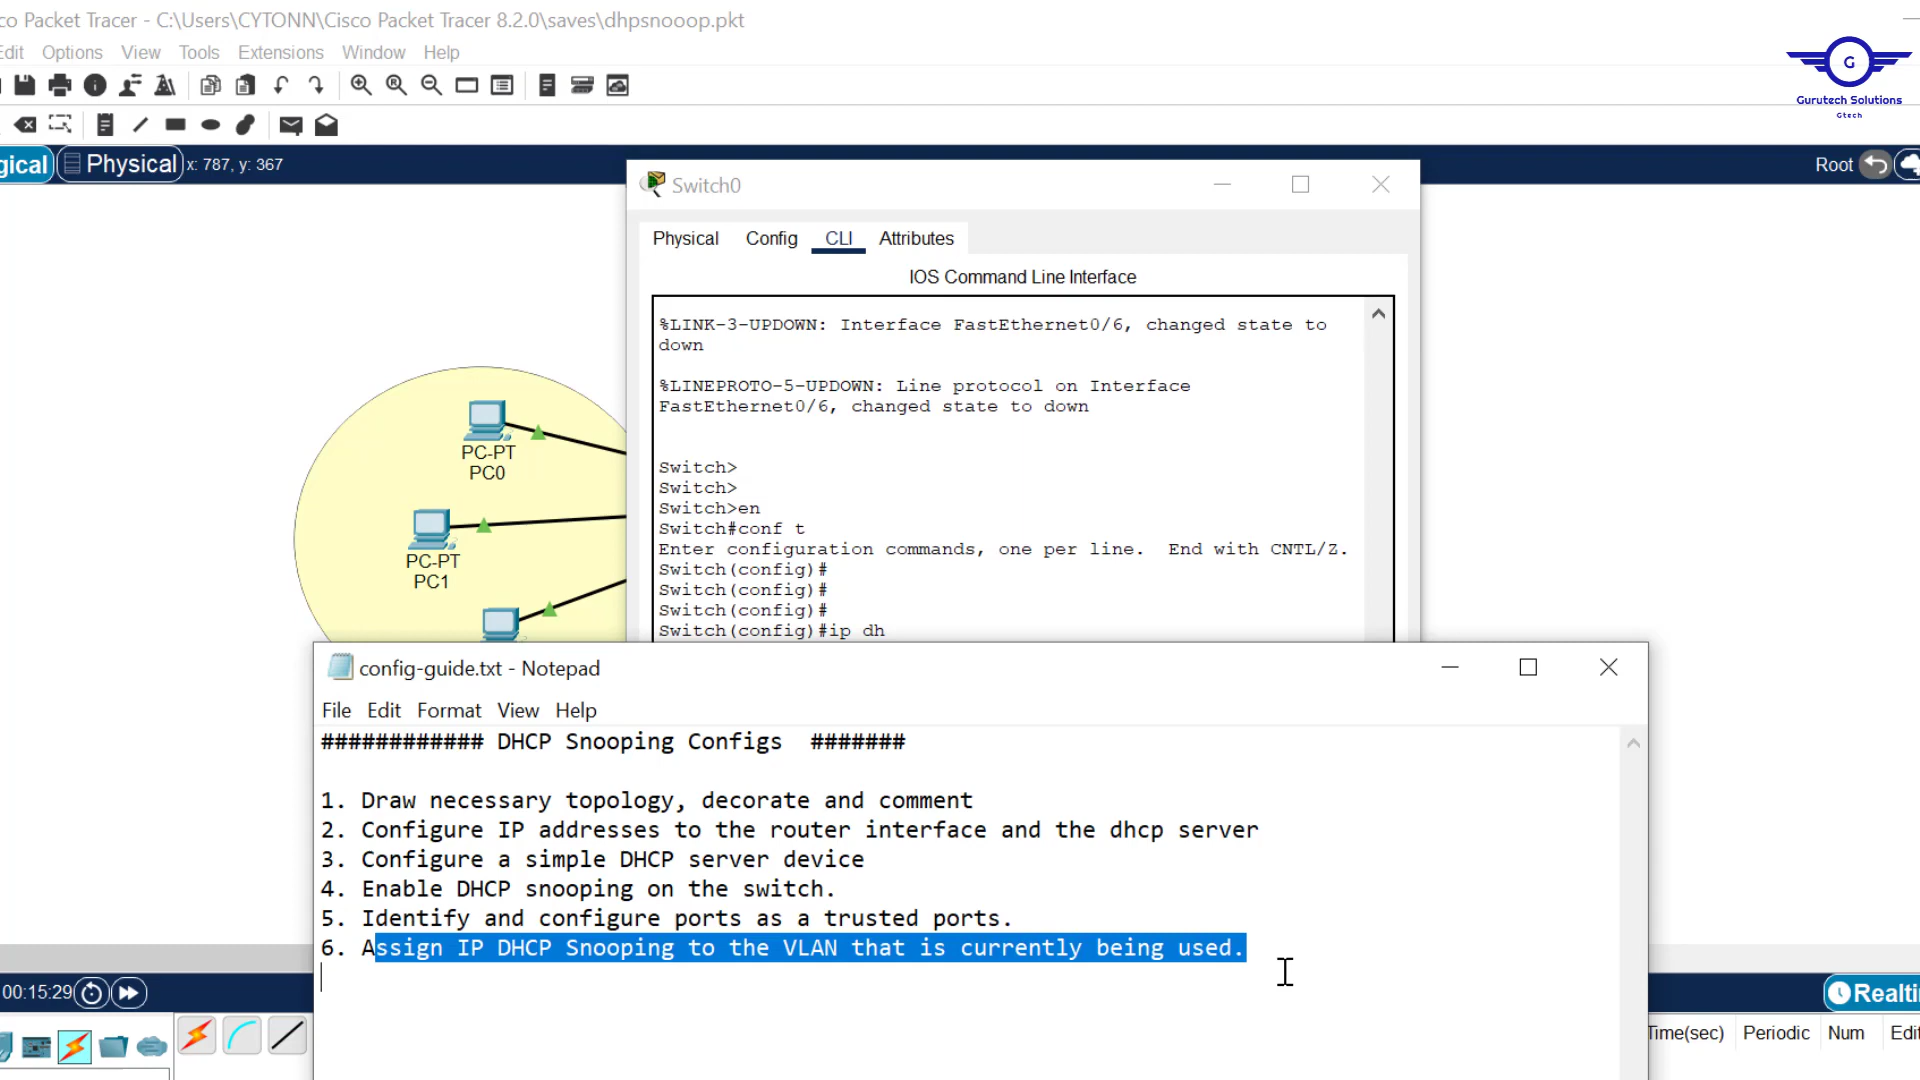 co Packet Tracer - C:\Users\CYTONN\Cisco Packet Tracer 8.2.0\saves\dhpsnooop.pkt
Edit Options View Tools Extensions Window Help
G
Gurutech Solutions
Gtech
gical Physical x: 787, y: 367
Root
Switch0
Physical Config CLI Attributes
IOS Command Line Interface
%LINK-3-UPDOWN: Interface FastEthernet0/6, changed state to
down
%LINEPROTO-5-UPDOWN: Line protocol on Interface
FastEthernet0/6, changed state to down
Switch>
Switch>
Switch>en
Switch#conf t
Enter configuration commands, one per line.  End with CNTL/Z.
Switch(config)#
Switch(config)#
Switch(config)#
Switch(config)#ip dh
PC-PT
PC0
PC-PT
PC1
config-guide.txt - Notepad
File Edit Format View Help
############ DHCP Snooping Configs  #######
1. Draw necessary topology, decorate and comment
2. Configure IP addresses to the router interface and the dhcp server
3. Configure a simple DHCP server device
4. Enable DHCP snooping on the switch.
5. Identify and configure ports as a trusted ports.
6. Assign IP DHCP Snooping to the VLAN that is currently being used.
00:15:29
Realti
Time(sec) Periodic Num Edit